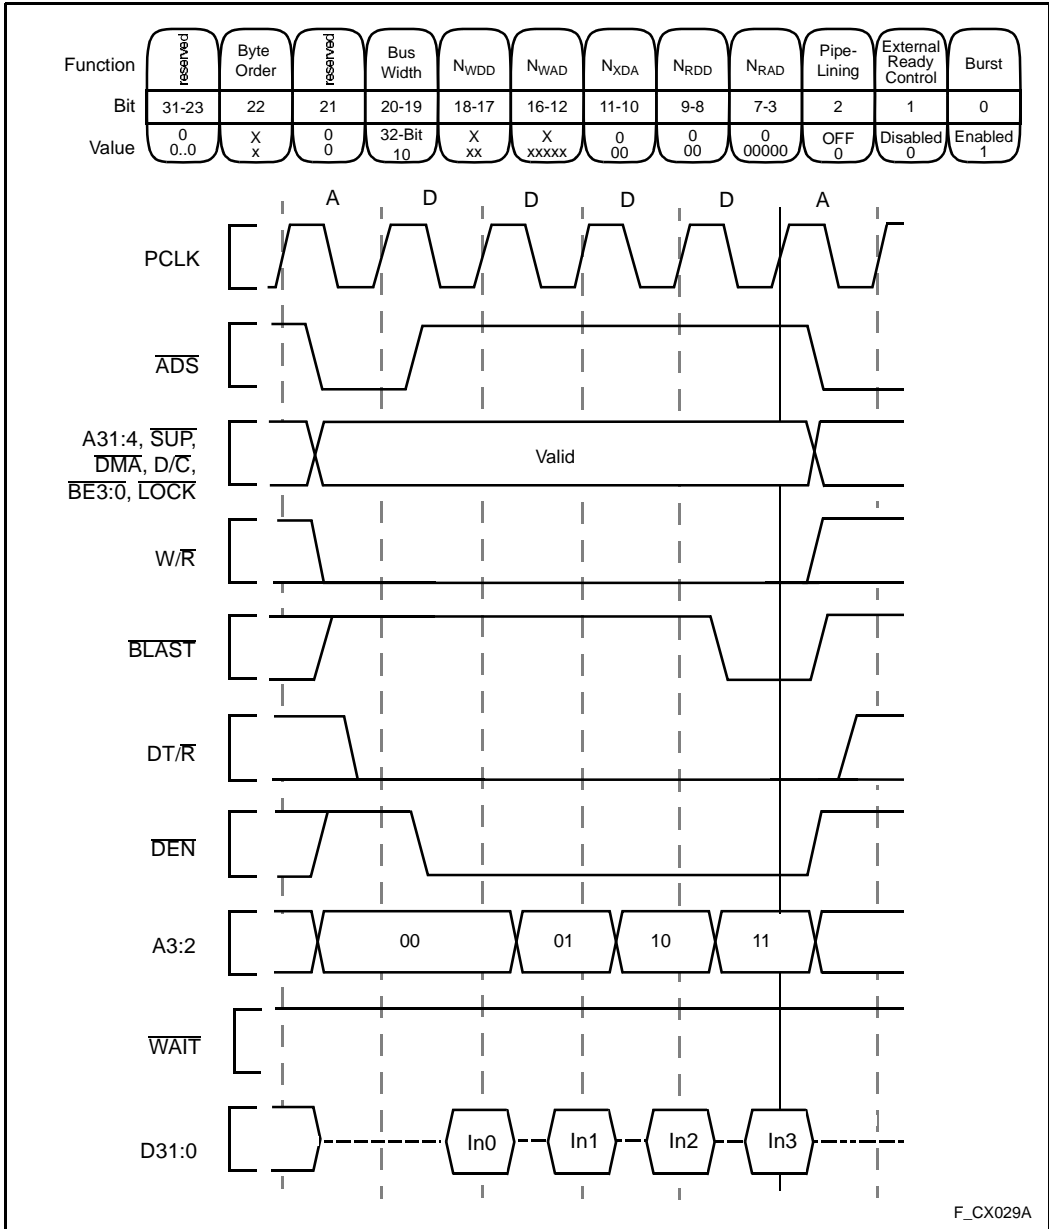 Function reserved Byte Order reserved Bus Width NWDD NWAD NXDA NRDD NRAD Pipe-Lining External Ready Control Burst
Bit 31-23 22 21 20-19 18-17 16-12 11-10 9-8 7-3 2 1 0
Value 0 0..0 X x 0 0 32-Bit 10 X xx X xxxxx 0 00 0 00 0 00000 OFF 0 Disabled 0 Enabled 1
A D D D D A
PCLK
ADS
A31:4, SUP,
DMA, D/C,
BE3:0, LOCK
Valid
W/R
BLAST
DT/R
DEN
A3:2 00 01 10 11
WAIT
D31:0 In0 In1 In2 In3
F_CX029A